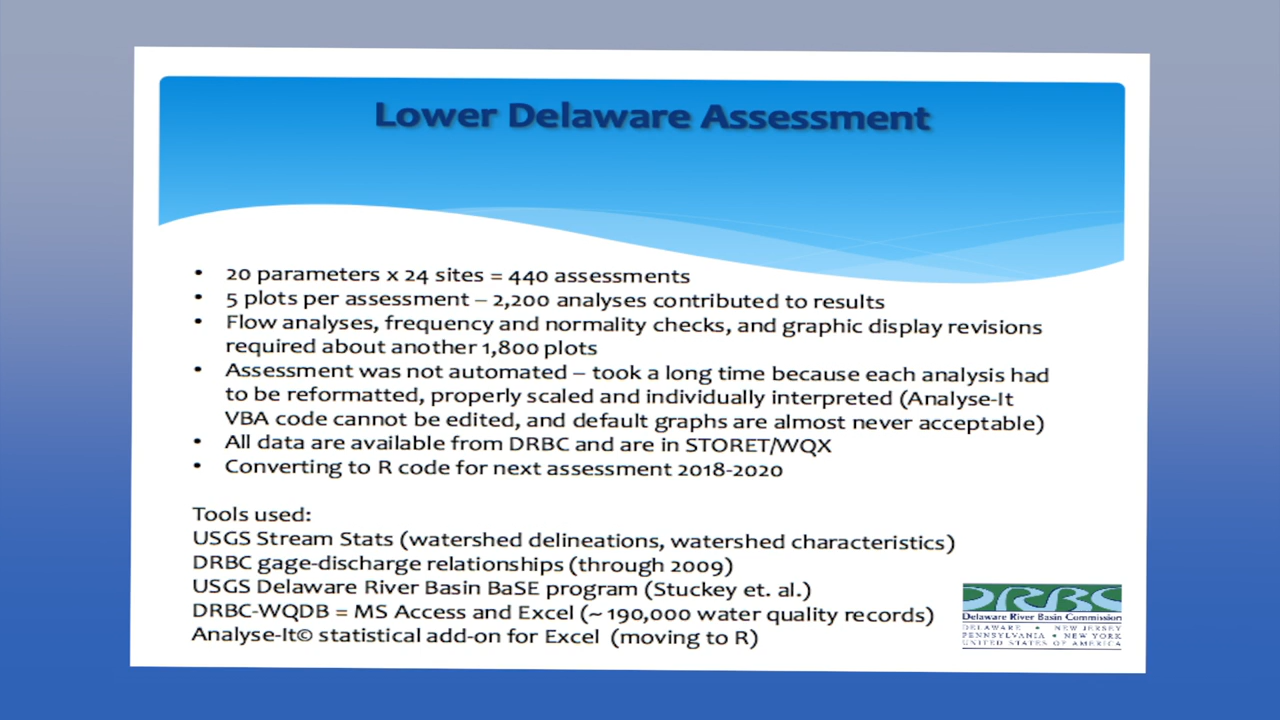 Lower Delaware Assessment
• 20 parameters x 24 sites = 440 assessments
• 5 plots per assessment – 2,200 analyses contributed to results
• Flow analyses, frequency and normality checks, and graphic display revisions
required about another 1,800 plots
• Assessment was not automated – took a long time because each analysis had
to be reformatted, properly scaled and individually interpreted (Analyse-It
VBA code cannot be edited, and default graphs are almost never acceptable)
• All data are available from DRBC and are in STORET/WQX
• Converting to R code for next assessment 2018-2020
Tools used:
USGS Stream Stats (watershed delineations, watershed characteristics)
DRBC gage-discharge relationships (through 2009)
USGS Delaware River Basin BaSE program (Stuckey et. al.)
DRBC-WQDB = MS Access and Excel (~ 190,000 water quality records)
Analyse-It© statistical add-on for Excel (moving to R)
DRBC
Delaware River Basin Commission
DELAWARE • NEW JERSEY
PENNSYLVANIA • NEW YORK
UNITED STATES OF AMERICA